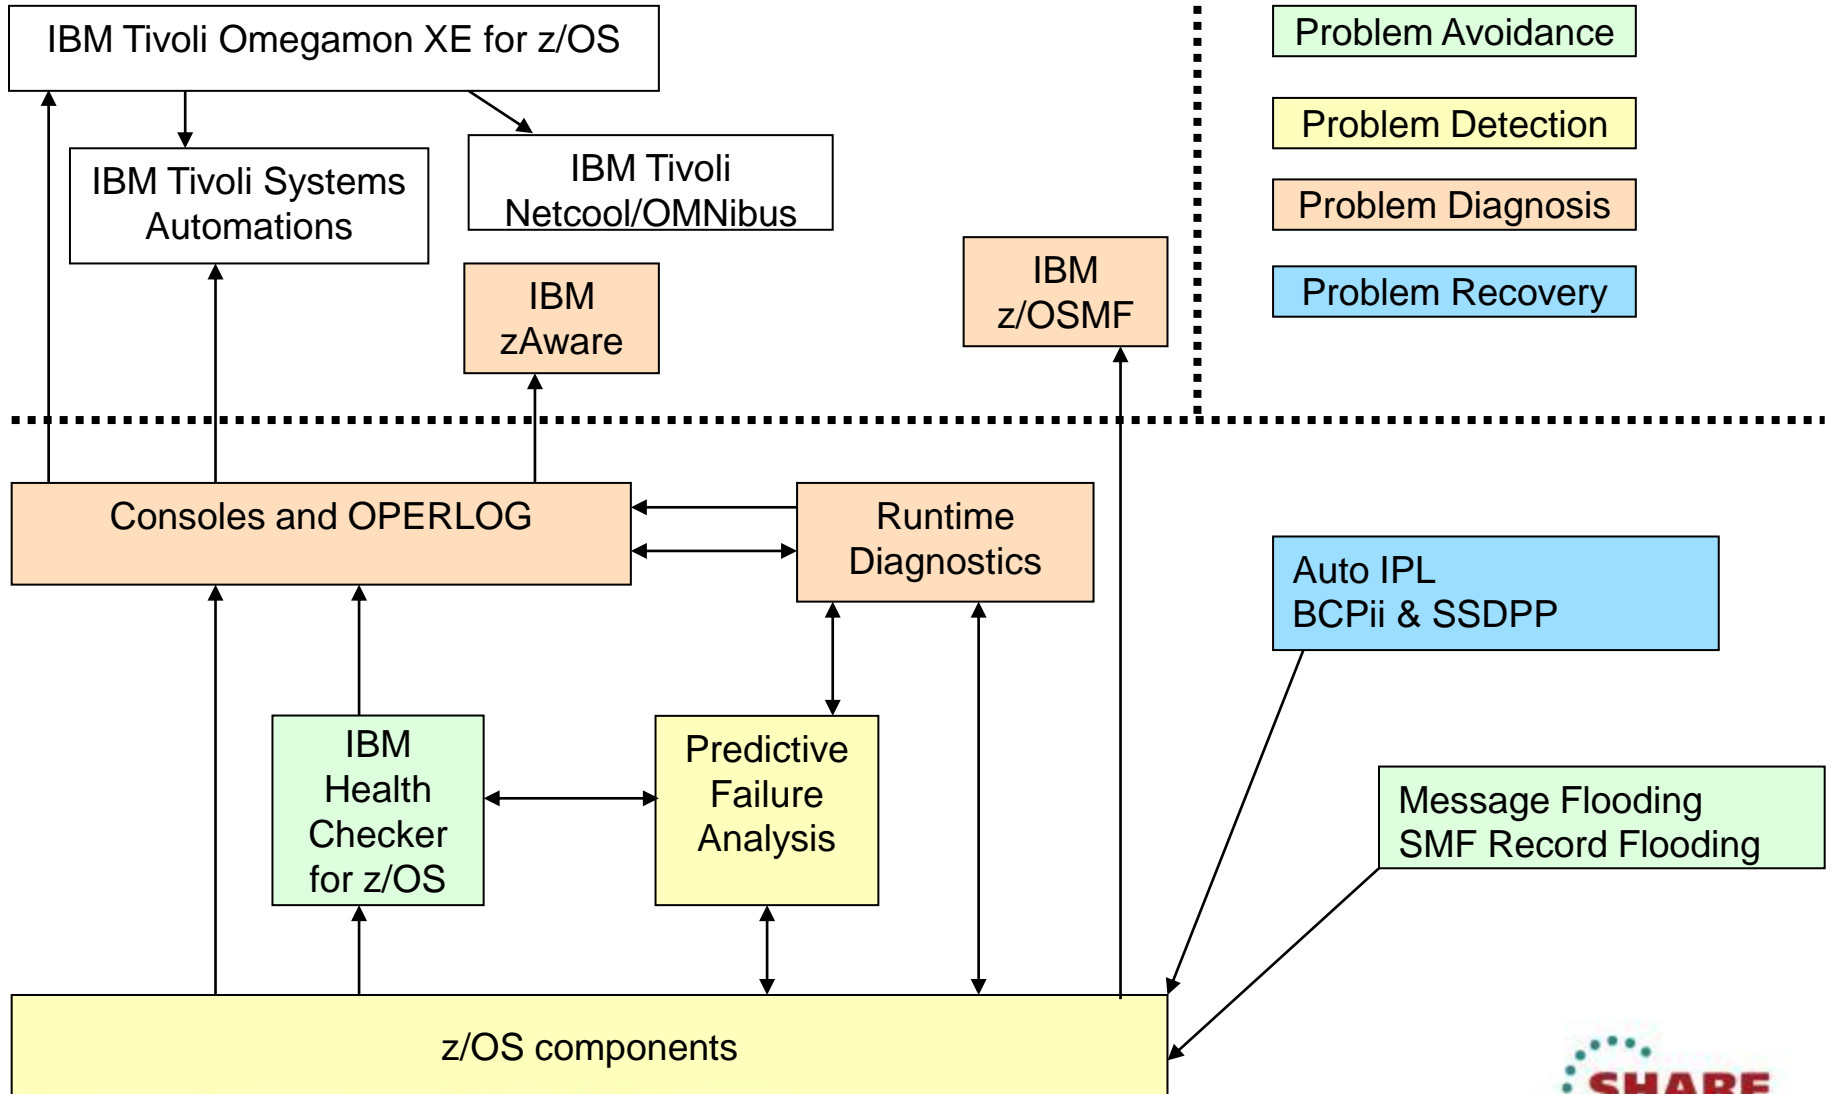 IBM Tivoli Omegamon XE for z/OS
Problem Avoidance
Problem Detection
IBM Tivoli Systems
Automations
IBM Tivoli
Netcool/OMNibus
Problem Diagnosis
IBM
z/OSMF
Problem Recovery
IBM
zAware
Consoles and OPERLOG
Runtime
Diagnostics
Auto IPL
BCPii & SSDPP
IBM
Health
Checker
for z/OS
Predictive
Failure
Analysis
Message Flooding
SMF Record Flooding
z/OS components
SHARE